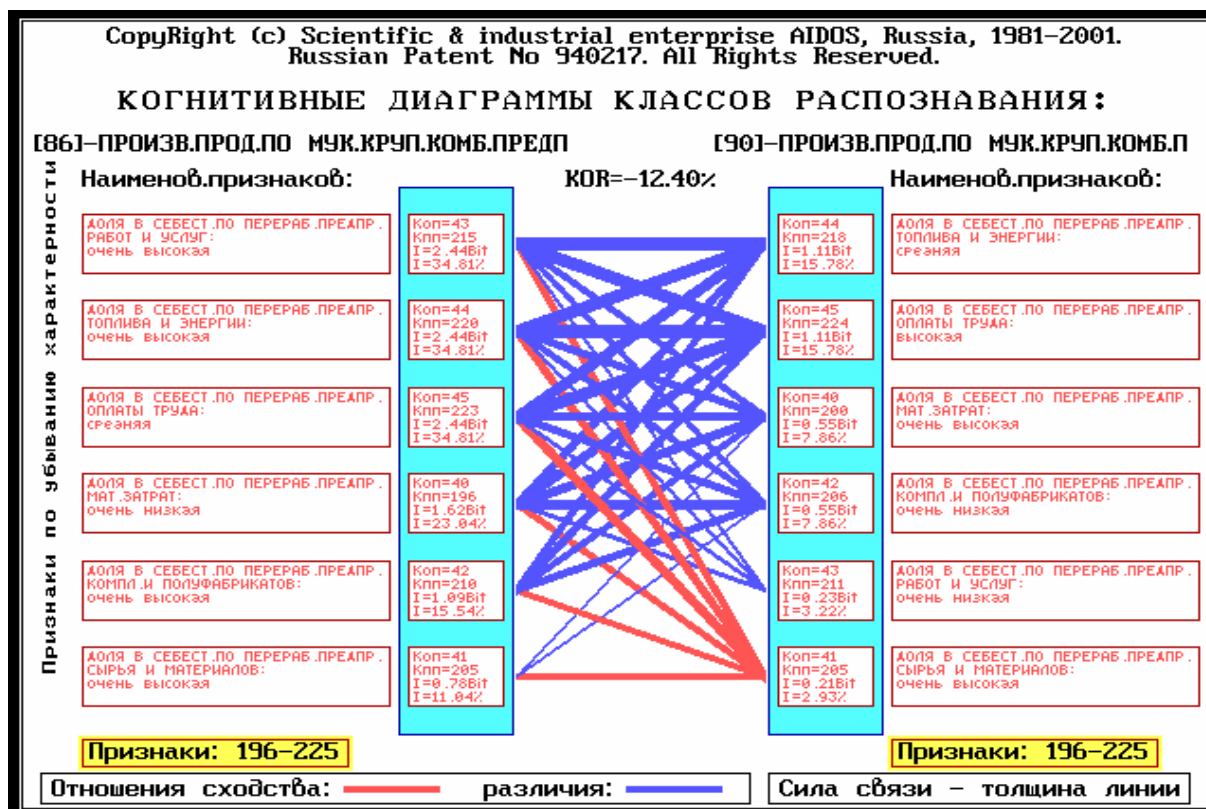 CopyRight (c) Scientific & industrial enterprise AIDOS, Russia, 1981-2001.
Russian Patent No 940217. All Rights Reserved.
КОГНИТИВНЫЕ ДИАГРАММЫ КЛАССОВ РАСПОЗНАВАНИЯ:
[86]-ПРОИЗВ.ПРОД.ПО МУК.КРУП.КОМБ.ПРЕДП
[90]-ПРОИЗВ.ПРОД.ПО МУК.КРУП.КОМБ.П
Наименов.признаков:
KOR=-12.40%
Наименов.признаков:
Признаки по убыванию характерности
ДОЛЯ В СЕБЕСТ.ПО ПЕРЕРАБ.ПРЕДПР.
РАБОТ И УСЛУГ:
очень высокая
Коп=43
Кпп=215
I=2.44Bit
I=34.81%
Коп=44
Кпп=218
I=1.11Bit
I=15.78%
ДОЛЯ В СЕБЕСТ.ПО ПЕРЕРАБ.ПРЕДПР.
ТОПЛИВА И ЭНЕРГИИ:
средняя
ДОЛЯ В СЕБЕСТ.ПО ПЕРЕРАБ.ПРЕДПР.
ТОПЛИВА И ЭНЕРГИИ:
очень высокая
Коп=44
Кпп=220
I=2.44Bit
I=34.81%
Коп=45
Кпп=224
I=1.11Bit
I=15.78%
ДОЛЯ В СЕБЕСТ.ПО ПЕРЕРАБ.ПРЕДПР.
ОПЛАТЫ ТРУДА:
высокая
ДОЛЯ В СЕБЕСТ.ПО ПЕРЕРАБ.ПРЕДПР.
ОПЛАТЫ ТРУДА:
средняя
Коп=45
Кпп=223
I=2.44Bit
I=34.81%
Коп=40
Кпп=200
I=0.55Bit
I=7.86%
ДОЛЯ В СЕБЕСТ.ПО ПЕРЕРАБ.ПРЕДПР.
МАТ.ЗАТРАТ:
очень высокая
ДОЛЯ В СЕБЕСТ.ПО ПЕРЕРАБ.ПРЕДПР.
МАТ.ЗАТРАТ:
очень низкая
Коп=40
Кпп=196
I=1.62Bit
I=23.04%
Коп=42
Кпп=206
I=0.55Bit
I=7.86%
ДОЛЯ В СЕБЕСТ.ПО ПЕРЕРАБ.ПРЕДПР.
КОМПЛ.И ПОЛУФАБРИКАТОВ:
очень низкая
ДОЛЯ В СЕБЕСТ.ПО ПЕРЕРАБ.ПРЕДПР.
КОМПЛ.И ПОЛУФАБРИКАТОВ:
очень высокая
Коп=42
Кпп=210
I=1.09Bit
I=15.54%
Коп=43
Кпп=211
I=0.23Bit
I=3.22%
ДОЛЯ В СЕБЕСТ.ПО ПЕРЕРАБ.ПРЕДПР.
РАБОТ И УСЛУГ:
очень низкая
ДОЛЯ В СЕБЕСТ.ПО ПЕРЕРАБ.ПРЕДПР.
СЫРЬЯ И МАТЕРИАЛОВ:
очень высокая
Коп=41
Кпп=205
I=0.78Bit
I=11.04%
Коп=41
Кпп=205
I=0.21Bit
I=2.93%
ДОЛЯ В СЕБЕСТ.ПО ПЕРЕРАБ.ПРЕДПР.
СЫРЬЯ И МАТЕРИАЛОВ:
очень высокая
Признаки: 196-225
Признаки: 196-225
Отношения сходства:
различия:
Сила связи - толщина линии